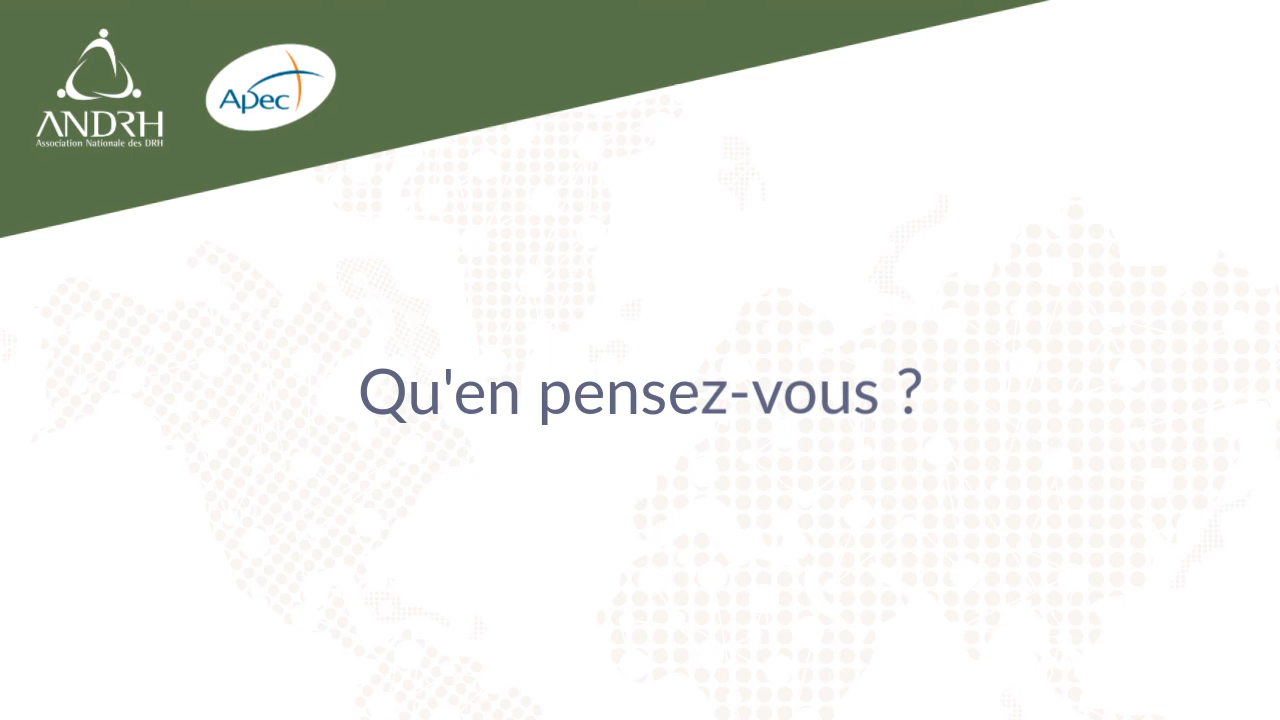 ANDRH
Association Nationale des DRH
Apec
Qu'en pensez-vous ?